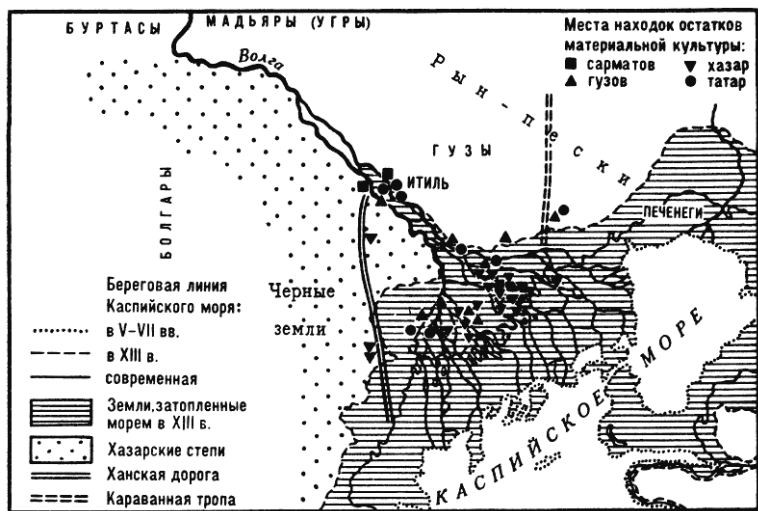 БУРТАСЫ
МАДЬЯРЫ (УГРЫ)
Волга
Рын-пески
Места находок остатков
материальной культуры:
сарматов
хазар
гузов
татар
ГУЗЫ
ИТИЛЬ
ПЕЧЕНЕГИ
БОЛГАРЫ
Черные
земли
КАСПИЙСКОЕ МОРЕ
Береговая линия
Каспийского моря:
в V–VII вв.
в XIII в.
современная
Земли, затопленные
морем в XIII в.
Хазарские степи
Ханская дорога
Караванная тропа